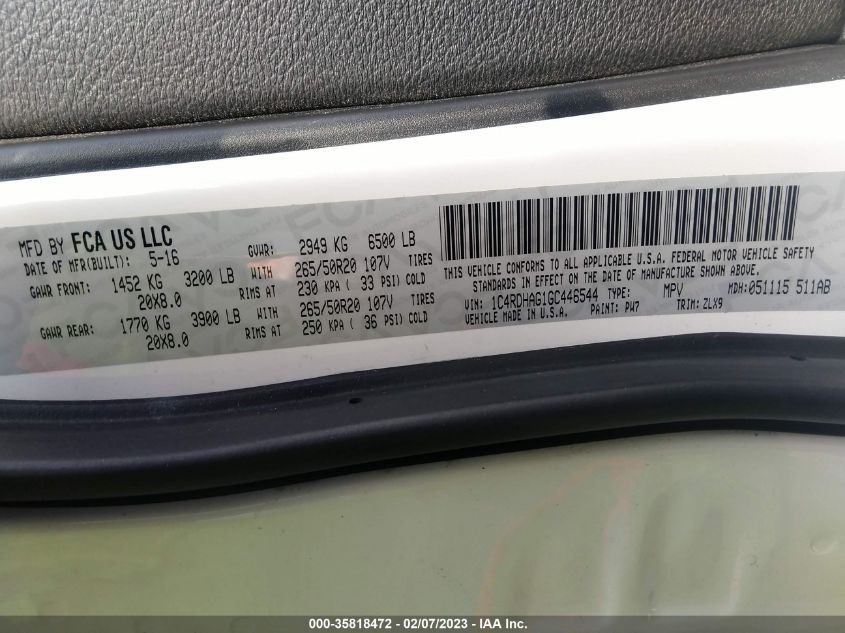 MFD BY FCA US LLC
DATE OF MFR(BUILT): 5-16
GVWR: 2949 KG 6500 LB
GAWR FRONT: 1452 KG 3200 LB WITH 265/50R20 107V TIRES
20X8.0 RIMS AT 230 KPA ( 33 PSI) COLD
GAWR REAR: 1770 KG 3900 LB WITH 265/50R20 107V TIRES
20X8.0 RIMS AT 250 KPA ( 36 PSI) COLD
THIS VEHICLE CONFORMS TO ALL APPLICABLE U.S.A. FEDERAL MOTOR VEHICLE SAFETY
STANDARDS IN EFFECT ON THE DATE OF MANUFACTURE SHOWN ABOVE.
VIN: 1C4RDHAG1GC446544 TYPE: MPV MDH:051115 511AB
VEHICLE MADE IN U.S.A. PAINT: PW7 TRIM: ZLX9
000-35818472 - 02/07/2023 - IAA Inc.